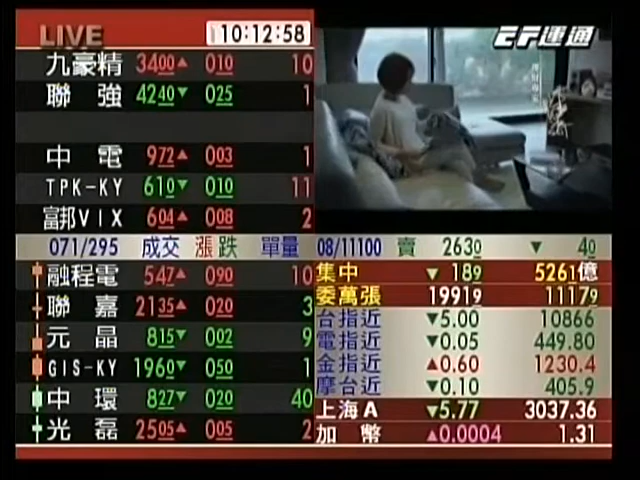 LIVE
10:12:58
九豪精 3400▲ 010 10
聯強 4240▼ 025 1
中電 972▲ 003 1
TPK-KY 610▼ 010 11
富邦VIX 604▲ 008 2
071/295 成交 漲跌 單量
融程電 547▲ 090 10
聯嘉 2135▲ 020 3
元晶 815▼ 002 9
GIS-KY 1960▼ 050 1
中環 827▼ 020 40
光磊 2505▲ 005 2
運通
08/11100 賣 2630 ▼ 40
集中 ▼ 189 5261億
委萬張 19919 11179
台指近 ▼5.00 10866
電指近 ▼0.05 449.80
金指近 ▲0.60 1230.4
摩台近 ▼0.10 405.9
上海A ▼5.77 3037.36
加幣 ▲0.0004 1.31